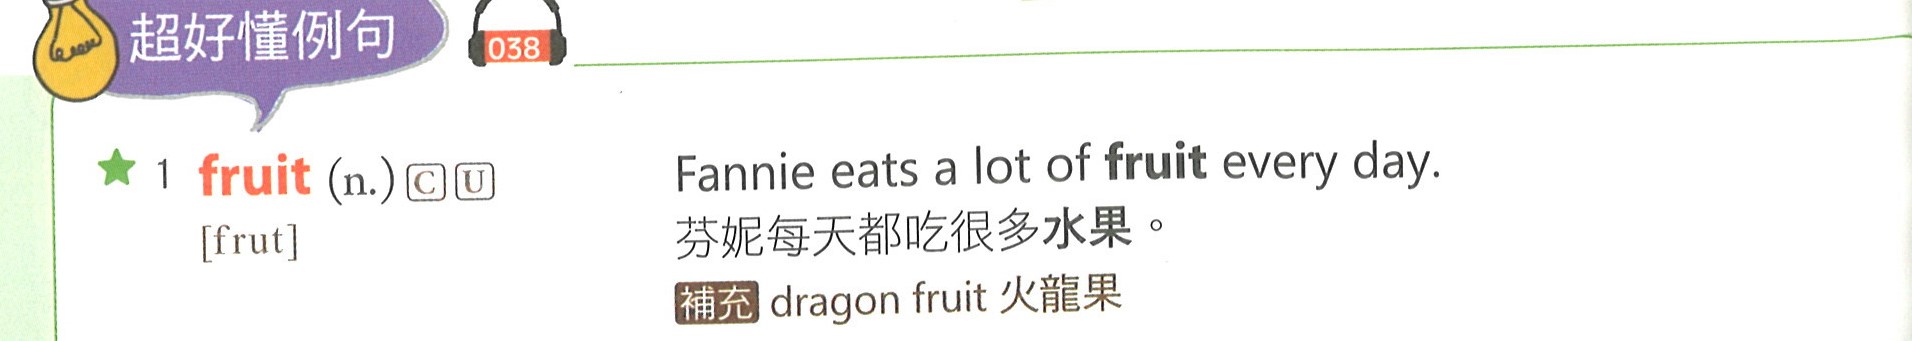 超好懂例句
038
★ 1 fruit (n.) C U
[frut]
Fannie eats a lot of fruit every day.
芬妮每天都吃很多水果。
補充 dragon fruit 火龍果